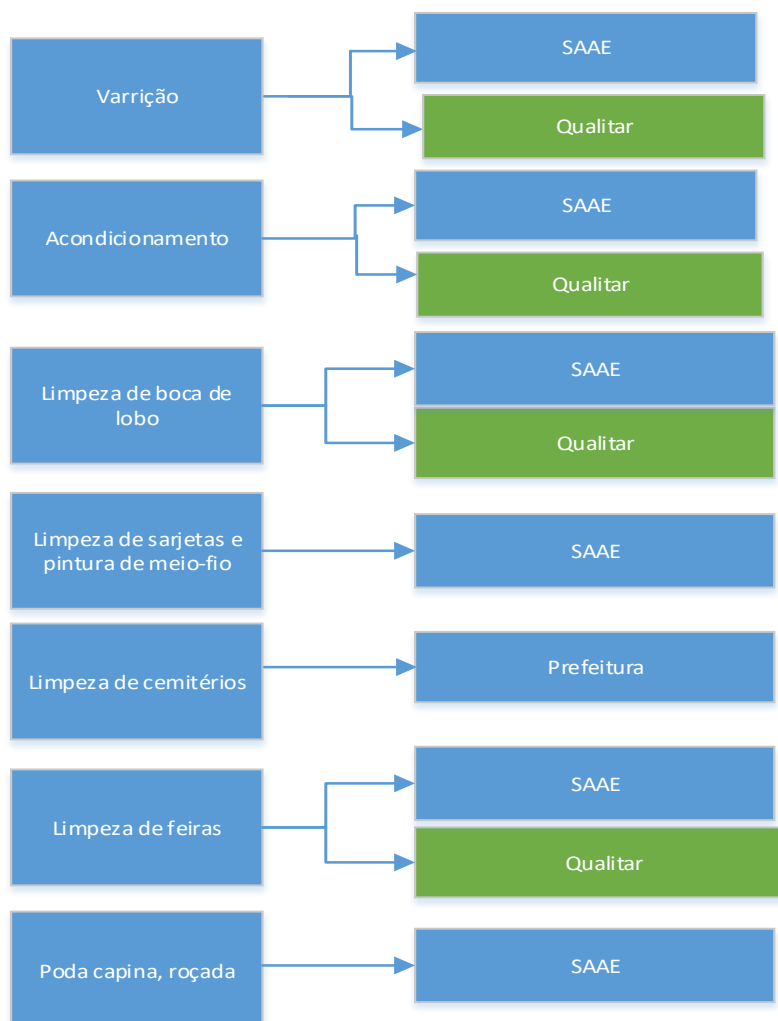 Varrição
SAAE
Qualitar
Acondicionamento
SAAE
Qualitar
Limpeza de boca de
lobo
SAAE
Qualitar
Limpeza de sarjetas e
pintura de meio-fio
SAAE
Limpeza de cemitérios
Prefeitura
Limpeza de feiras
SAAE
Qualitar
Poda capina, roçada
SAAE